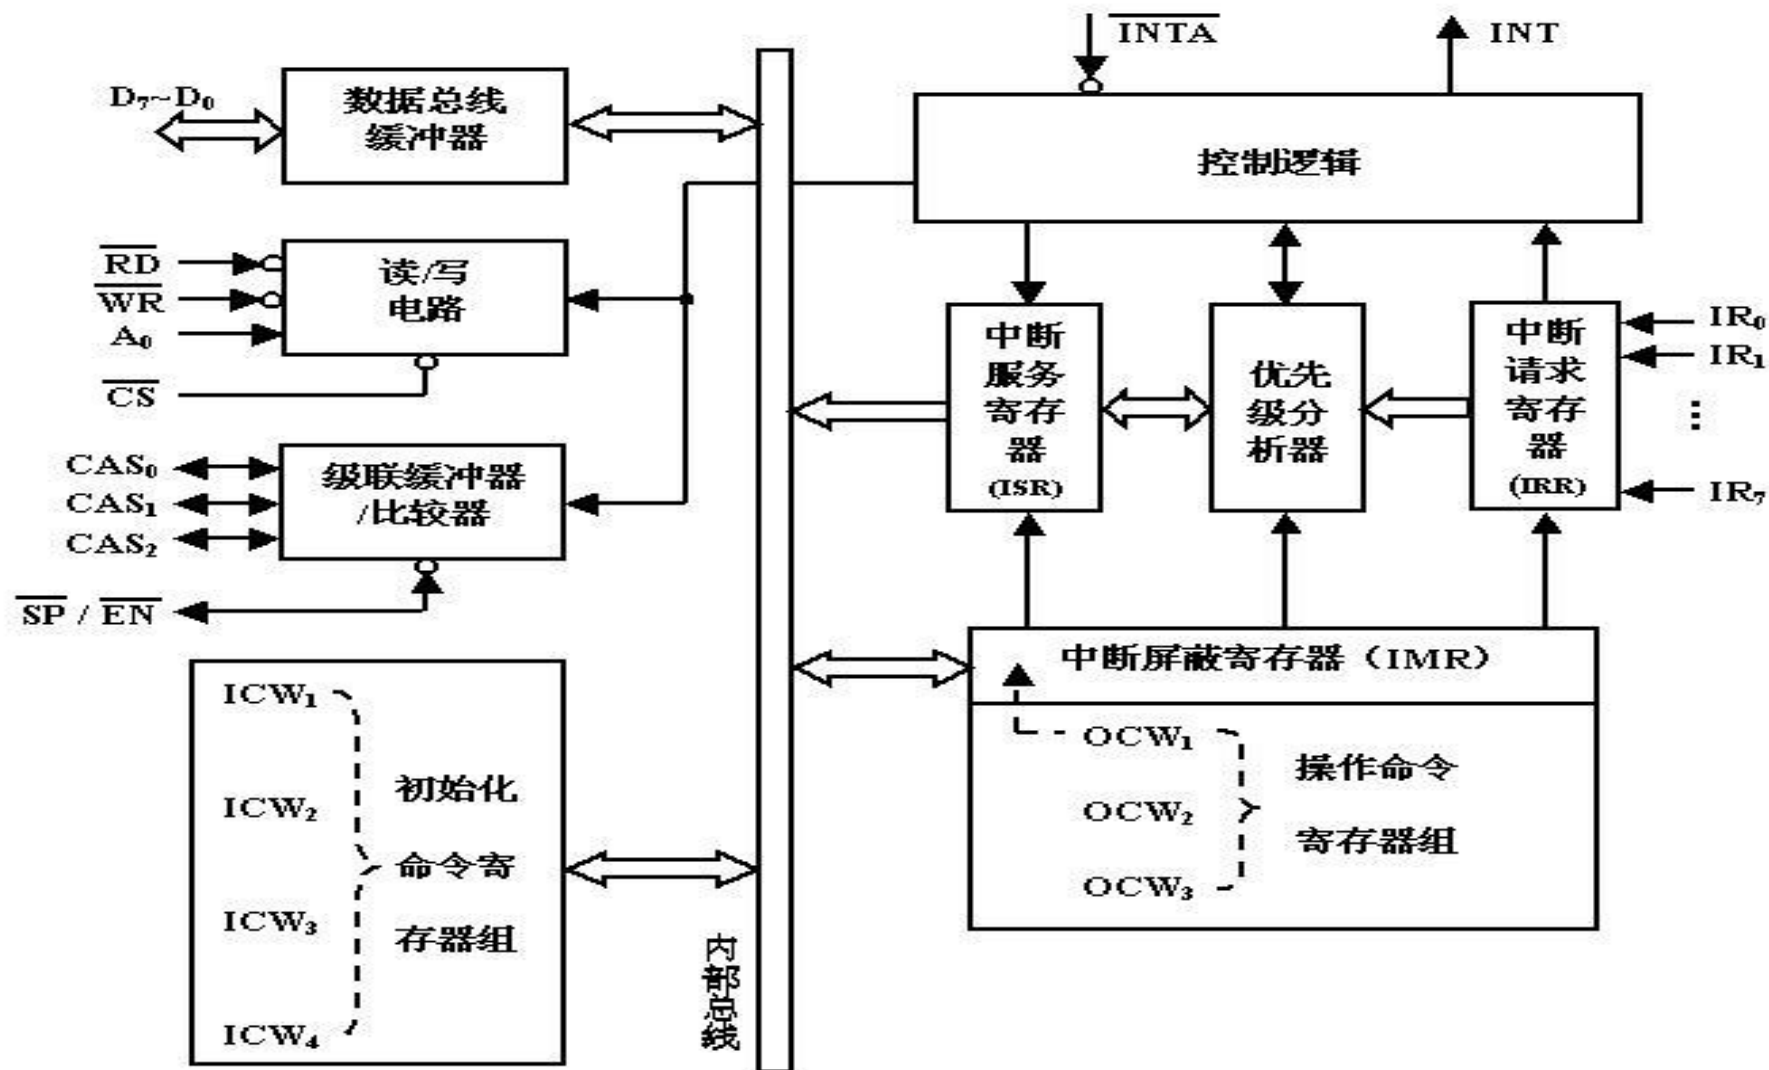 INTA
INT
D₇~D₀
数据总线
缓冲器
控制逻辑
RD
WR
A₀
CS
读/写
电路
中断
服务
寄存
器
(ISR)
优先
级分
析器
中断
请求
寄存
器
(IRR)
IR₀
IR₁
⋮
IR₇
CAS₀
CAS₁
CAS₂
级联缓冲器
/比较器
SP / EN
中断屏蔽寄存器（IMR）
ICW₁
ICW₂
ICW₃
ICW₄
初始化
命令寄
存器组
OCW₁
OCW₂
OCW₃
操作命令
寄存器组
内部总线